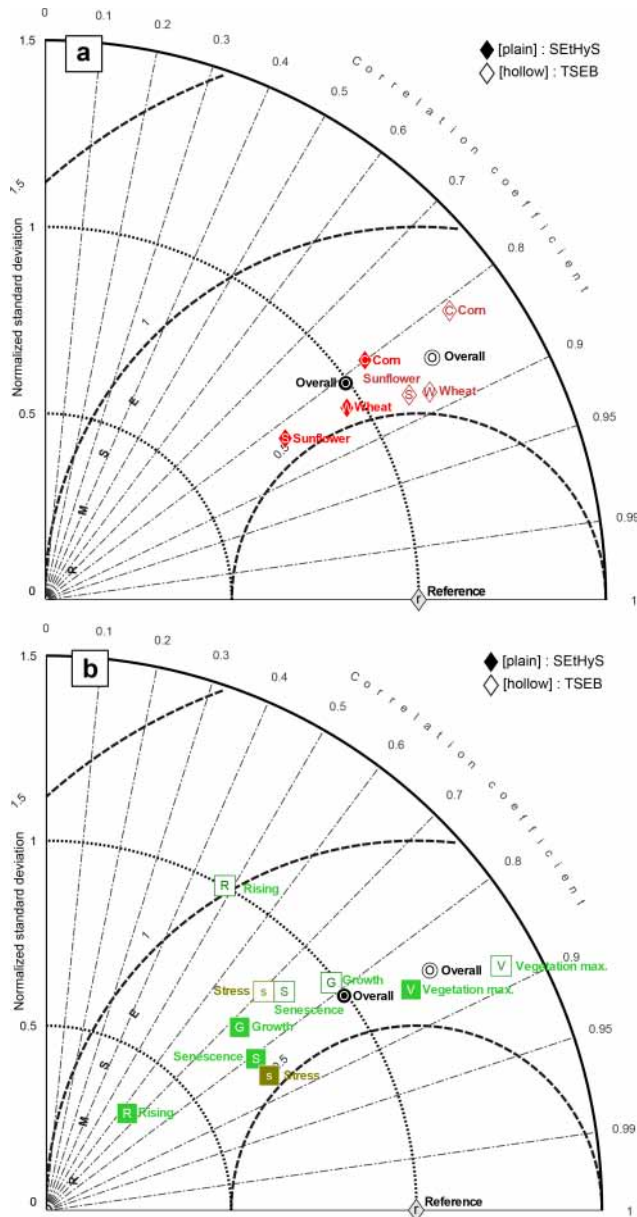 0
0.1
0.2
0.3
0.4
0.5
0.6
0.7
0.8
0.9
0.95
0.99
1
1.5
a
[plain] : SEtHyS
[hollow] : TSEB
Correlation coefficient
Normalized standard deviation
1.5
1
1
0.5
0
R M S E
C Corn
O Overall
C Corn
Sunflower
Overall O
S
W Wheat
W Wheat
S Sunflower
0.5
r Reference
0
0.1
0.2
0.3
0.4
0.5
0.6
0.7
0.8
0.9
0.95
0.99
1
1.5
b
[plain] : SEtHyS
[hollow] : TSEB
Correlation coefficient
Normalized standard deviation
1.5
1
1
0.5
0
R M S E
R Rising
O Overall
V Vegetation max.
G Growth
Stress s
S
Senescence
O Overall
V Vegetation max.
G Growth
Senescence S
s Stress
0.5
R Rising
r Reference